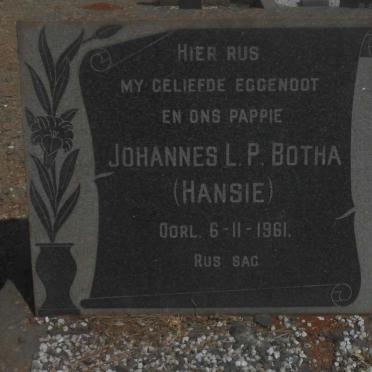 HIER RUS
MY GELIEFDE EGGENOOT
EN ONS PAPPIE
JOHANNES L. P. BOTHA
(HANSIE)
OORL. 6-11-1961.
RUS SAG